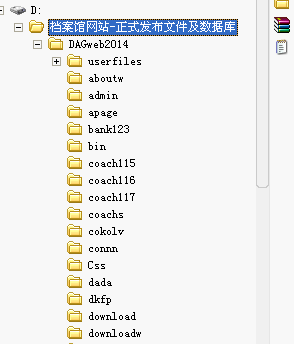 D:
档案馆网站-正式发布文件及数据库
DAGweb2014
userfiles
aboutw
admin
apage
bank123
bin
coach115
coach116
coach117
coachs
cokolv
connn
Css
dada
dkfp
download
downloadw